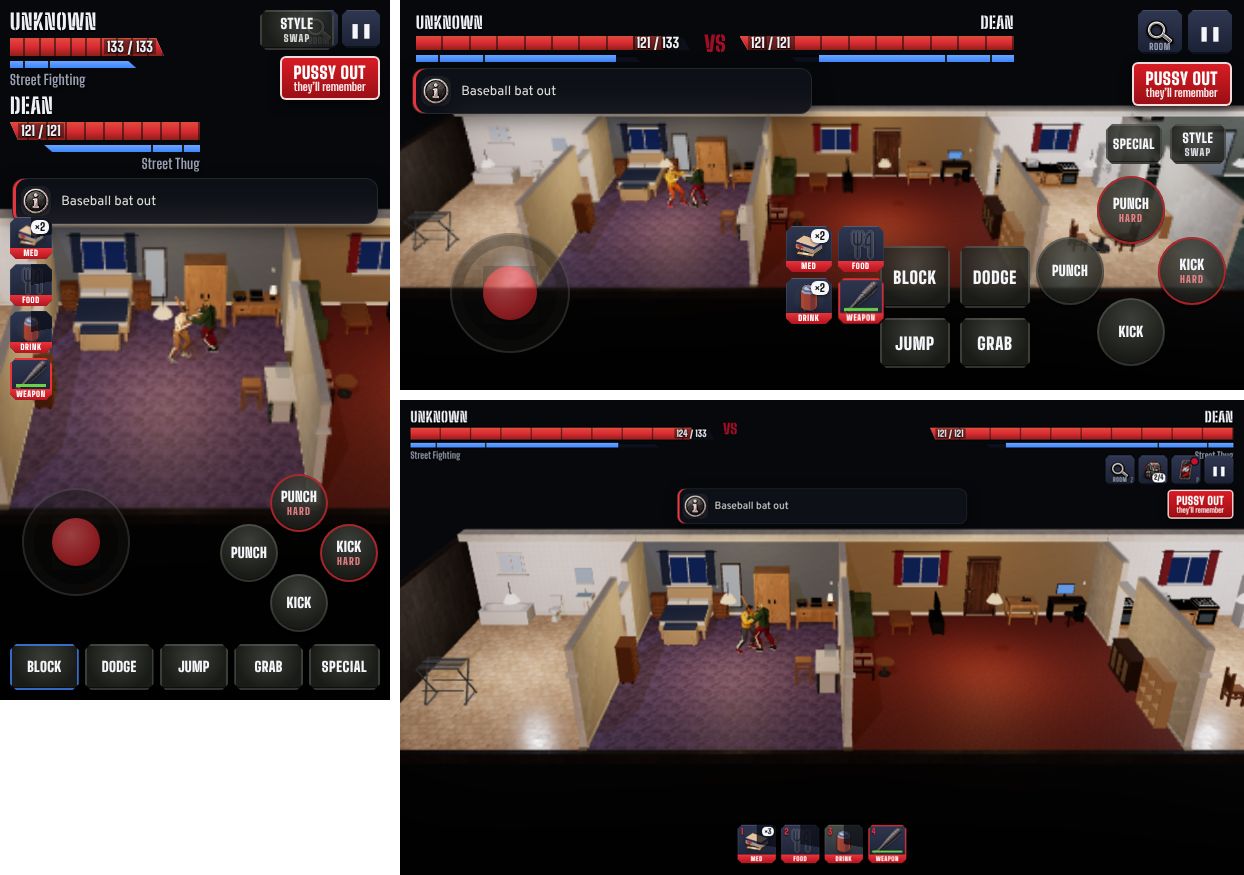 UNKNOWN
133 / 133
Street Fighting
STYLE
SWAP
PUSSY OUT
they'll remember
DEAN
121 / 121
Street Thug
Baseball bat out
×2
MED
FOOD
DRINK
WEAPON
PUNCH
HARD
PUNCH
KICK
HARD
KICK
BLOCK
DODGE
JUMP
GRAB
SPECIAL
UNKNOWN
121 / 133
VS
DEAN
121 / 121
ROOM
PUSSY OUT
they'll remember
Baseball bat out
SPECIAL
STYLE
SWAP
PUNCH
HARD
PUNCH
KICK
HARD
KICK
×2
MED
FOOD
×2
DRINK
WEAPON
BLOCK
DODGE
JUMP
GRAB
UNKNOWN
124 / 133
Street Fighting
VS
DEAN
121 / 121
ROOM
2/4
PUSSY OUT
they'll remember
Baseball bat out
1
×3
MED
2
FOOD
3
DRINK
4
WEAPON